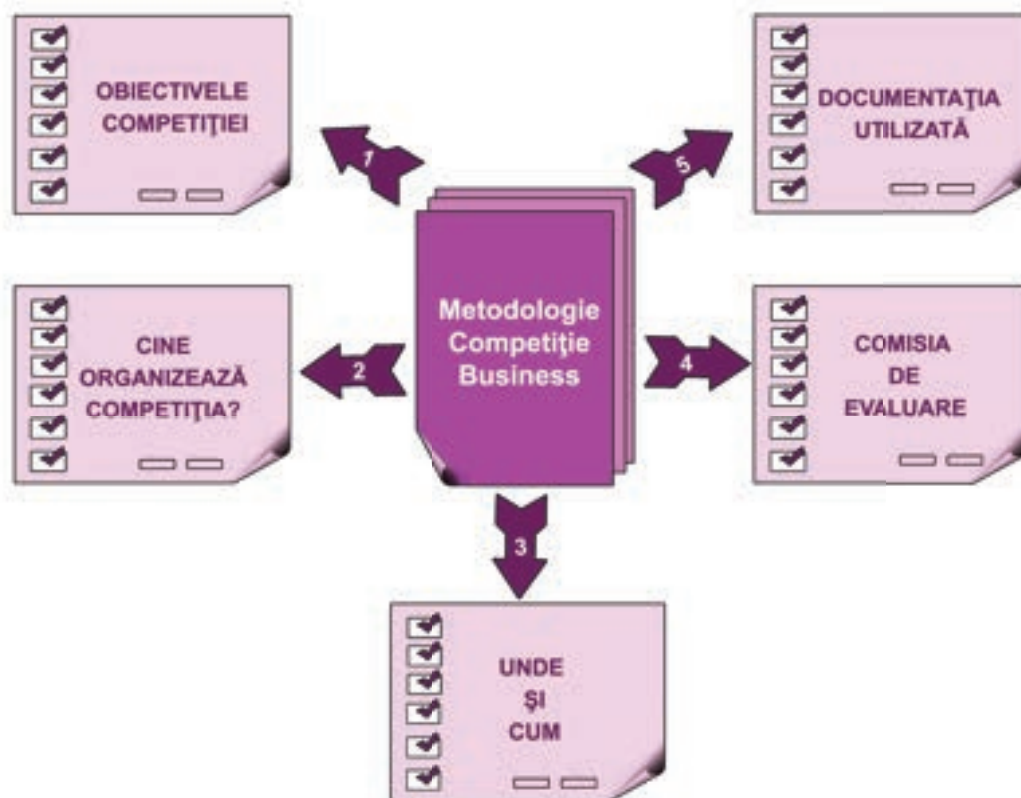 OBIECTIVELE
COMPETIŢIEI
1
5
DOCUMENTAŢIA
UTILIZATĂ
Metodologie
Competiţie
Business
CINE
ORGANIZEAZĂ
COMPETIŢIA?
2
4
COMISIA
DE
EVALUARE
3
UNDE
ŞI
CUM